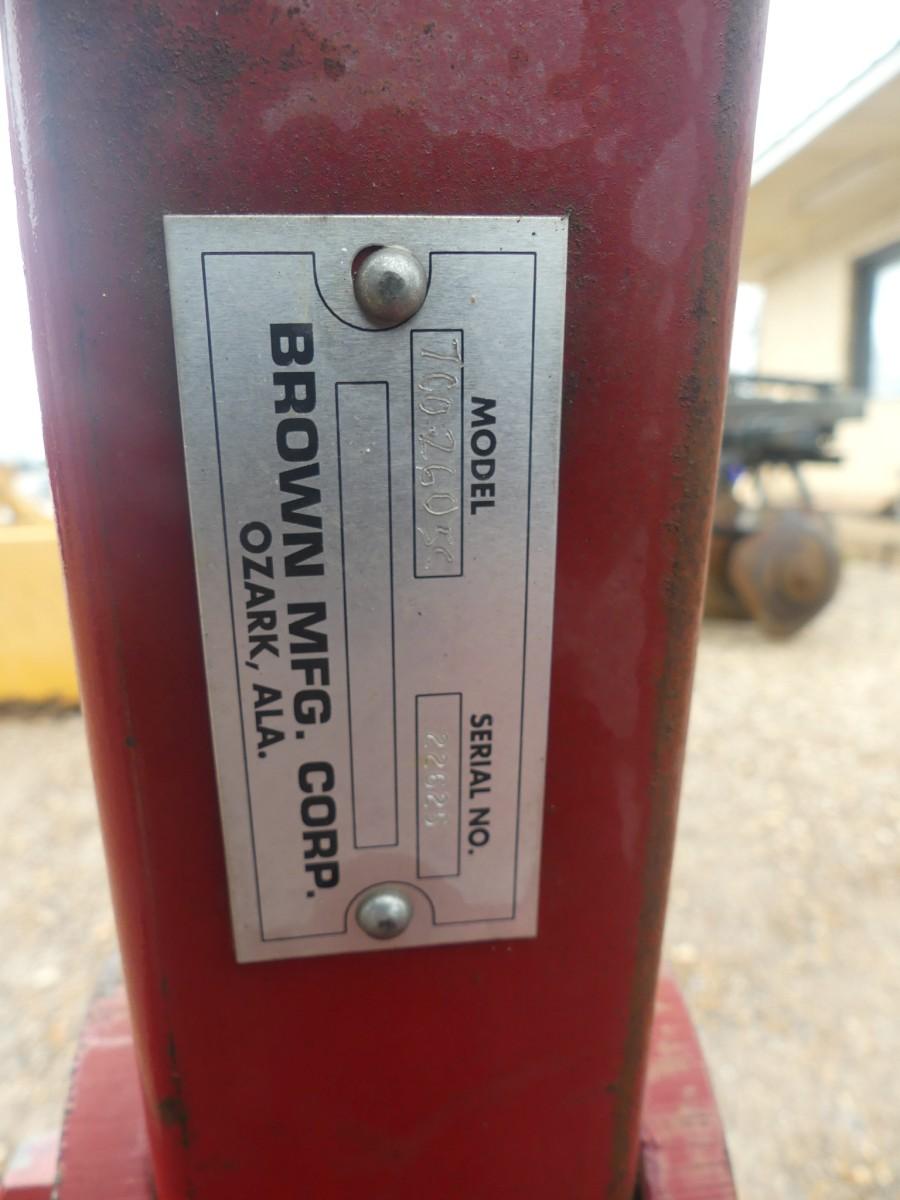 MODEL
SERIAL NO.
BROWN MFG. CORP.
OZARK, ALA.